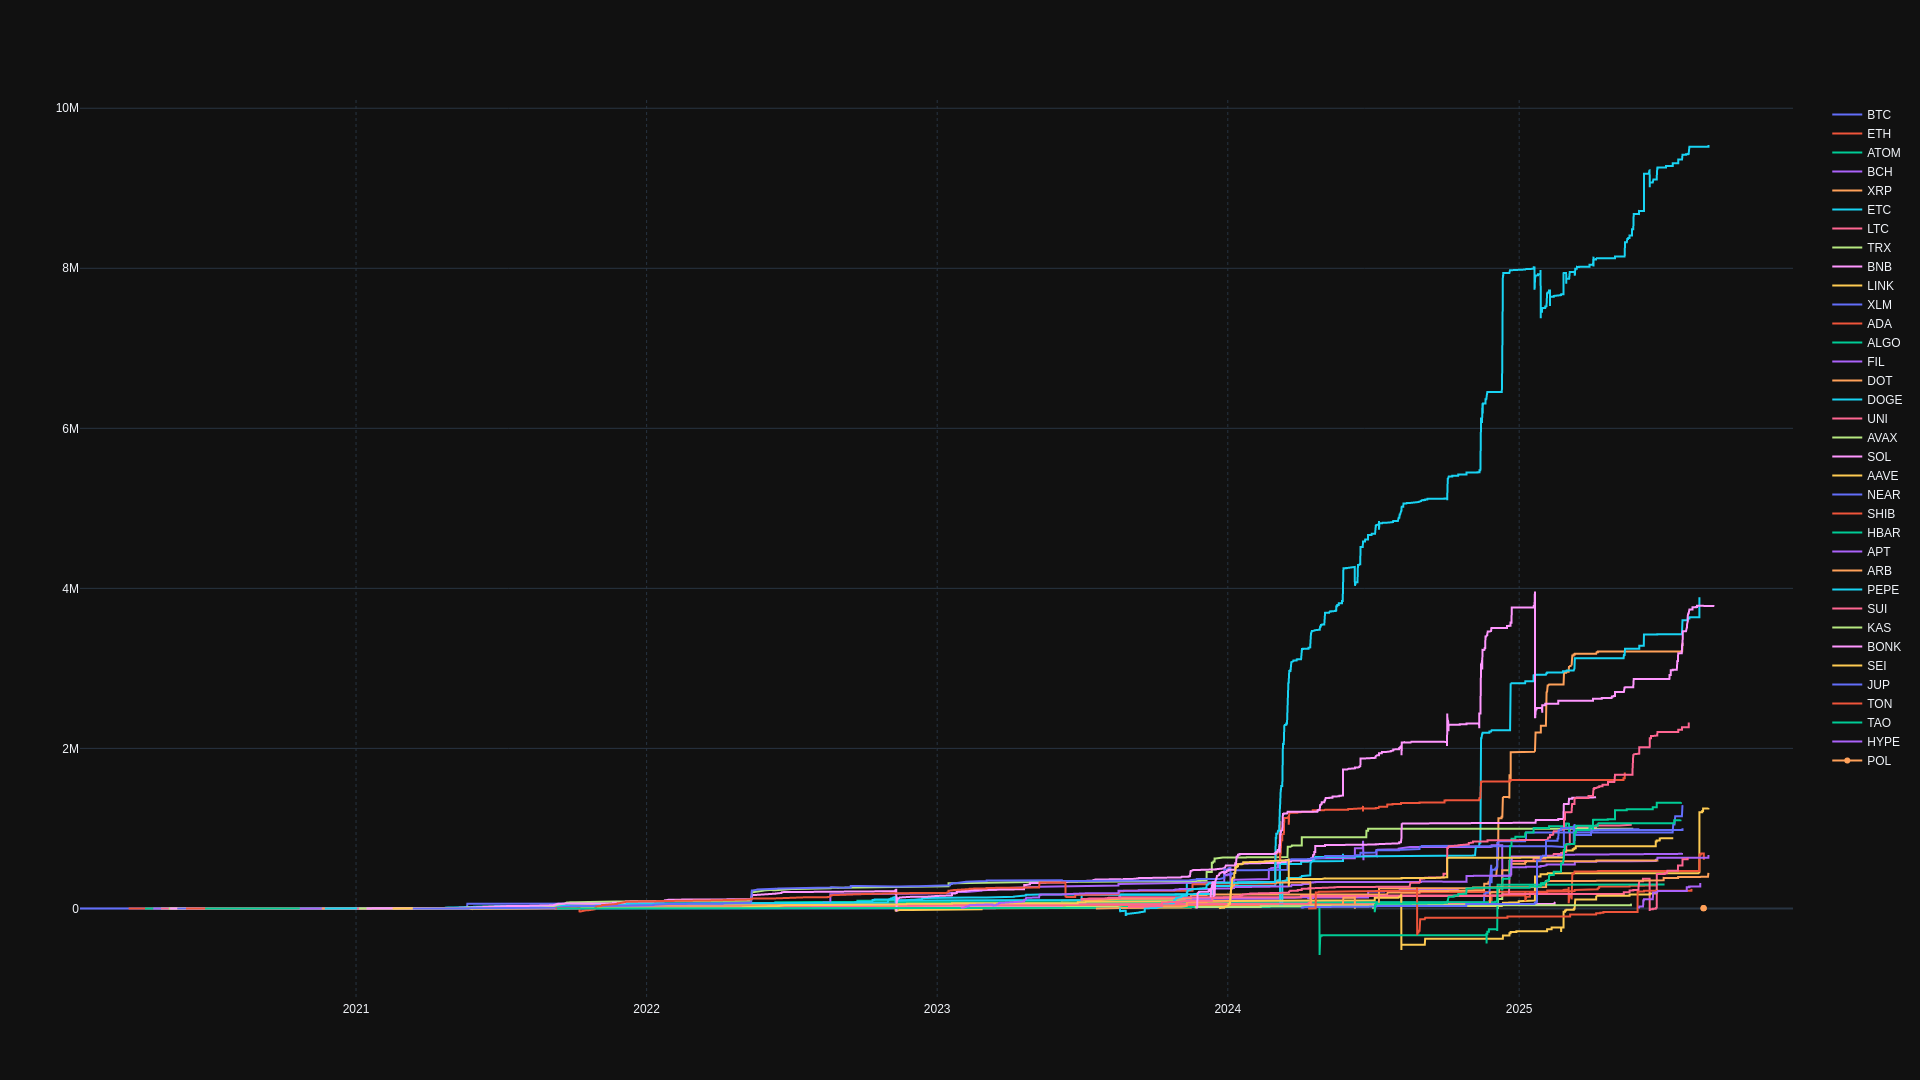 10M
8M
6M
4M
2M
0
2021
2022
2023
2024
2025
BTC
ETH
ATOM
BCH
XRP
ETC
LTC
TRX
BNB
LINK
XLM
ADA
ALGO
FIL
DOT
DOGE
UNI
AVAX
SOL
AAVE
NEAR
SHIB
HBAR
APT
ARB
PEPE
SUI
KAS
BONK
SEI
JUP
TON
TAO
HYPE
POL